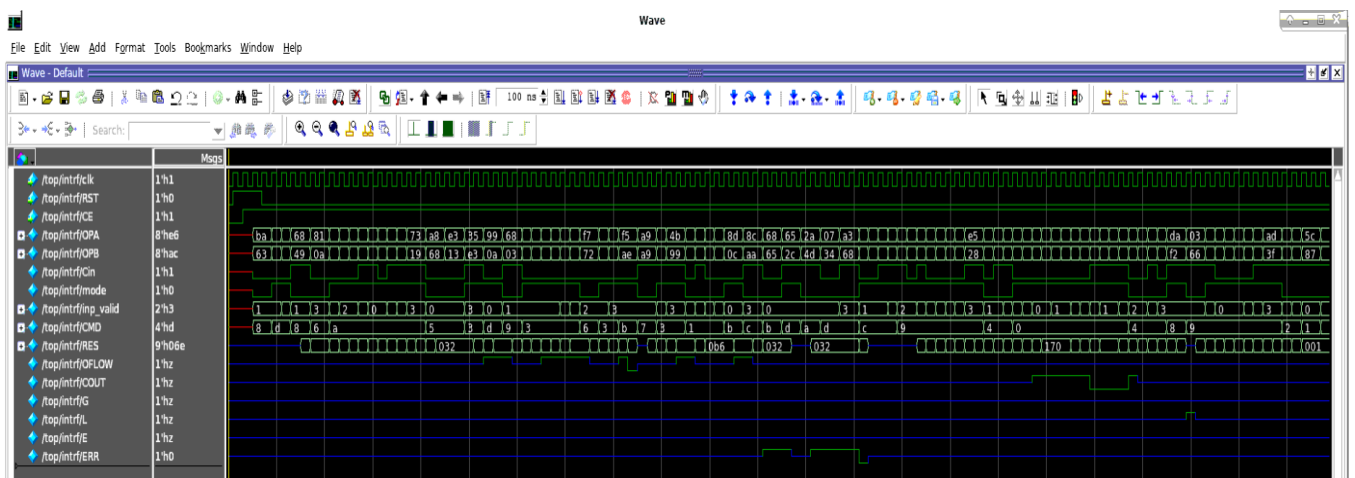 Wave
File Edit View Add Format Tools Bookmarks Window Help
Wave - Default
100 ns
Search:
Msgs
/top/intrf/clk 1'h1
/top/intrf/RST 1'h0
/top/intrf/CE 1'h1
/top/intrf/OPA 8'he6 ba 68 81 73 a8 e3 35 99 68 f7 f5 a9 4b 8d 8c 68 65 2a 07 a3 e5 da 03 ad 5c
/top/intrf/OPB 8'hac 63 49 0a 19 68 13 e3 0a 03 72 ae a9 99 0c aa 65 2c 4d 34 68 28 f2 66 3f 87
/top/intrf/Cin 1'h1
/top/intrf/mode 1'h0
/top/intrf/inp_valid 2'h3 1 1 3 2 0 3 0 3 0 1 2 3 3 0 3 0 3 1 2 3 1 0 1 1 2 3 0 3 0
/top/intrf/CMD 4'hd 8 d 8 6 a 5 3 d 9 3 6 3 b 7 3 1 b c b d a d c 9 4 0 4 8 9 2 1
/top/intrf/RES 9'h06e 032 0b6 032 032 170 001
/top/intrf/OFLOW 1'hz
/top/intrf/COUT 1'hz
/top/intrf/G 1'hz
/top/intrf/L 1'hz
/top/intrf/E 1'hz
/top/intrf/ERR 1'h0